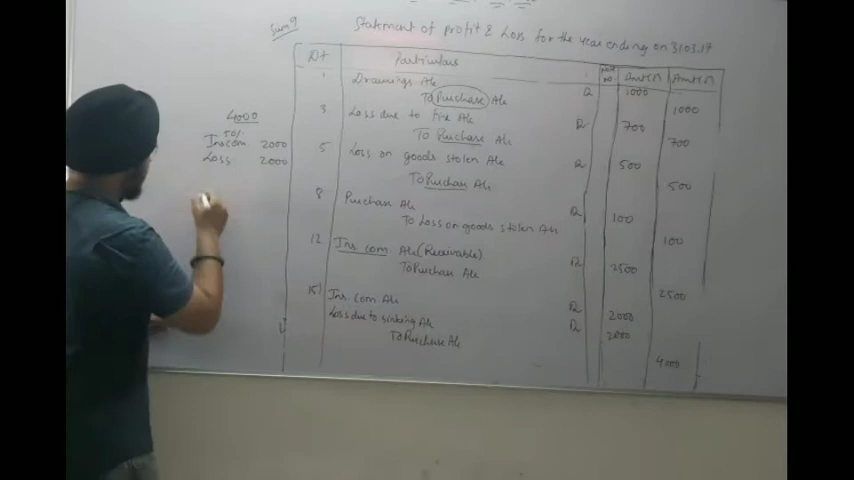 Sum 9
Statement of profit & Loss for the year ending on 31.03.17
Dt Particulars Amt(₹) Amt(₹)
1 Drawings A/c Dr 1000
To Purchase A/c 1000
3 Loss due to fire A/c Dr 700
To Purchase A/c 700
5 Loss on goods stolen A/c Dr 500
To Purchase A/c 500
8 Purchase A/c Dr 100
To Loss on goods stolen A/c 100
12 Ins. com. A/c (Receivable) Dr 2500
To Purchase A/c 2500
15 Ins. com. A/c Dr 2000
Loss due to sinking A/c Dr 2000
To Purchase A/c 4000
4000
50%
Ins com 2000
Loss 2000